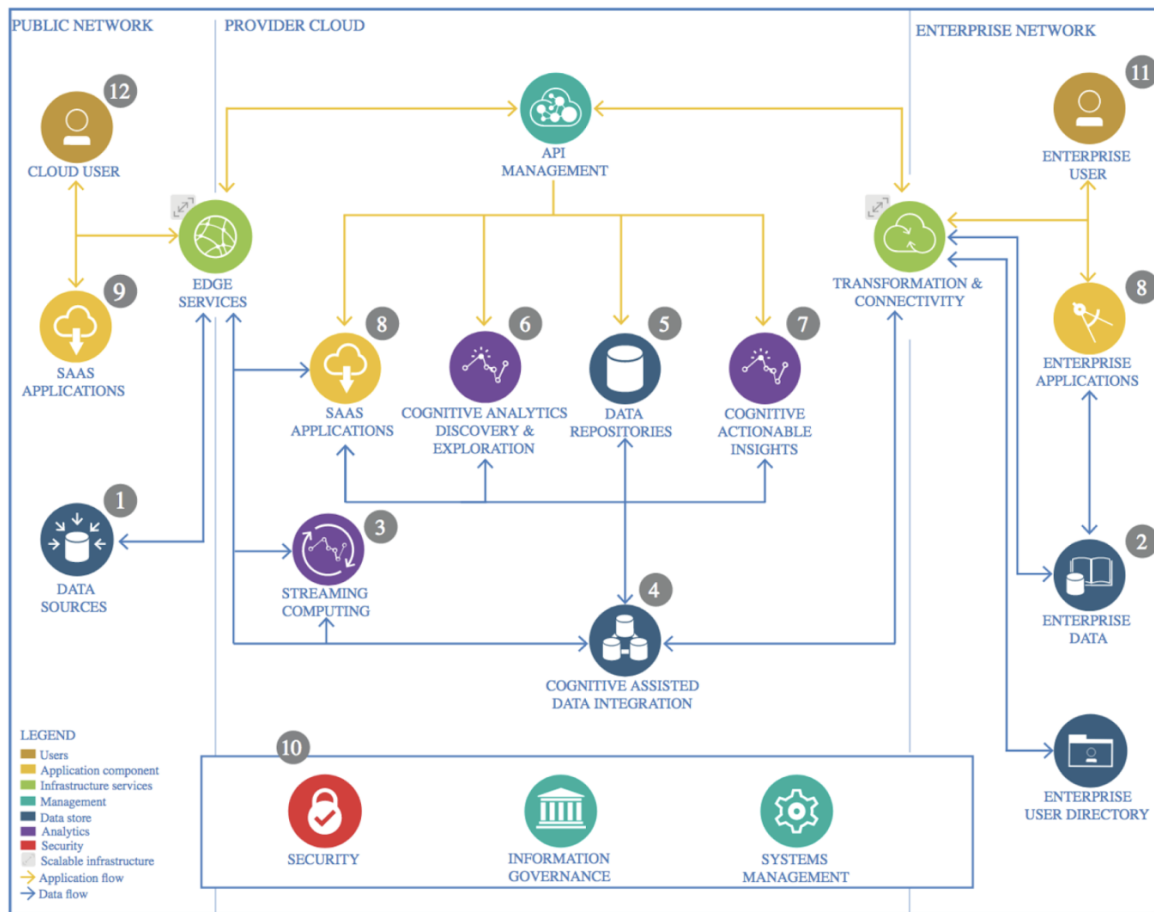 PUBLIC NETWORK
PROVIDER CLOUD
ENTERPRISE NETWORK
12
CLOUD USER
API
MANAGEMENT
11
ENTERPRISE
USER
EDGE
SERVICES
TRANSFORMATION &
CONNECTIVITY
9
SAAS
APPLICATIONS
8
SAAS
APPLICATIONS
6
COGNITIVE ANALYTICS
DISCOVERY &
EXPLORATION
5
DATA
REPOSITORIES
7
COGNITIVE
ACTIONABLE
INSIGHTS
8
ENTERPRISE
APPLICATIONS
1
DATA
SOURCES
3
STREAMING
COMPUTING
4
COGNITIVE ASSISTED
DATA INTEGRATION
2
ENTERPRISE
DATA
ENTERPRISE
USER DIRECTORY
LEGEND
Users
Application component
Infrastructure services
Management
Data store
Analytics
Security
Scalable infrastructure
Application flow
Data flow
10
SECURITY
INFORMATION
GOVERNANCE
SYSTEMS
MANAGEMENT